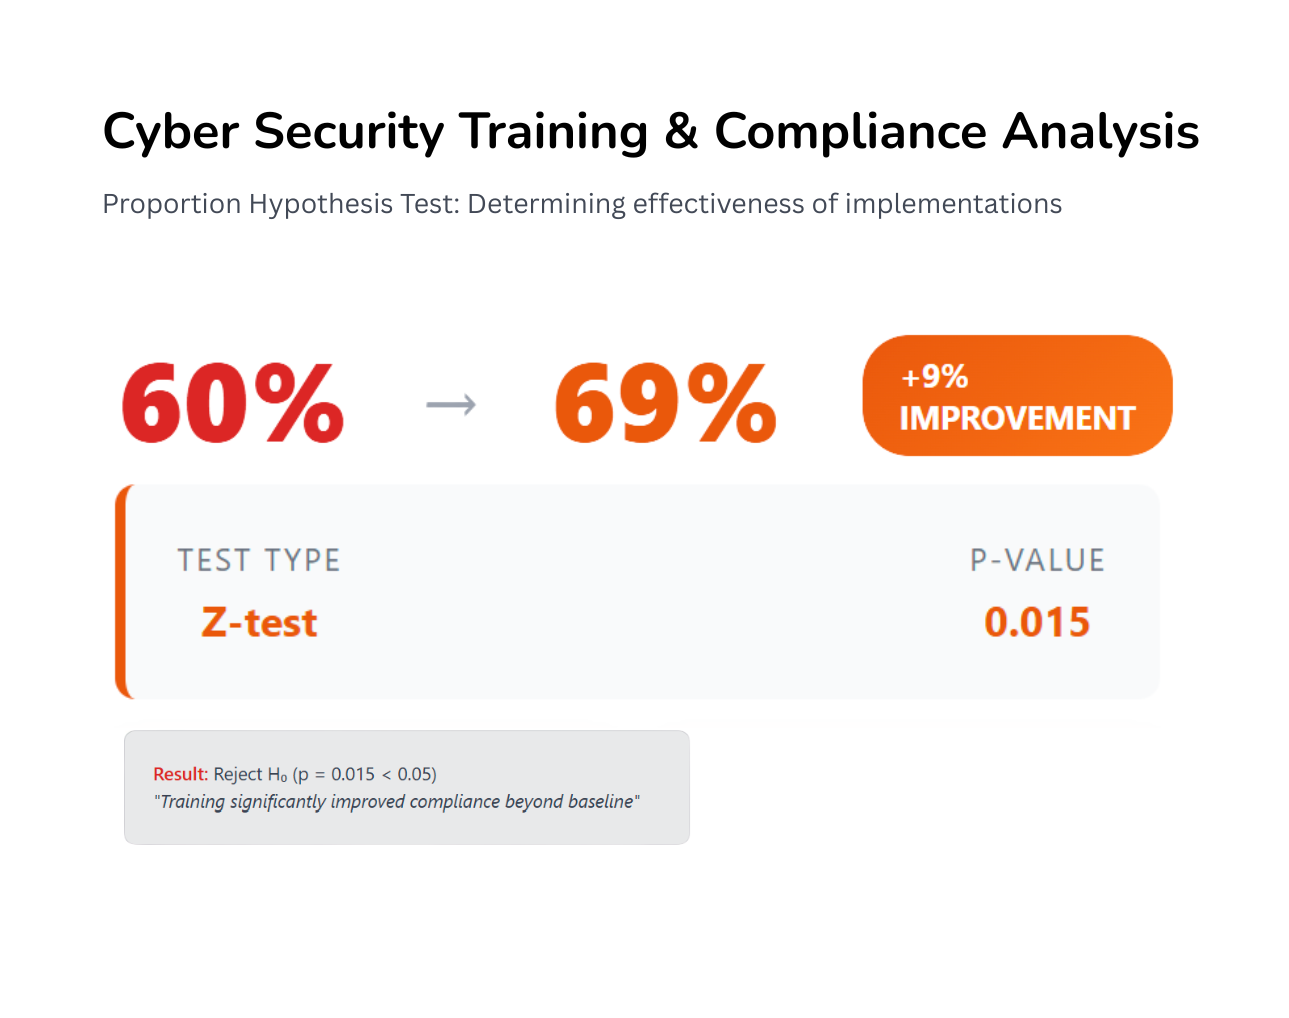 Cyber Security Training & Compliance Analysis
Proportion Hypothesis Test: Determining effectiveness of implementations
60% → 69%
+9%
IMPROVEMENT
TEST TYPE
Z-test
P-VALUE
0.015
Result: Reject H₀ (p = 0.015 < 0.05)
"Training significantly improved compliance beyond baseline"